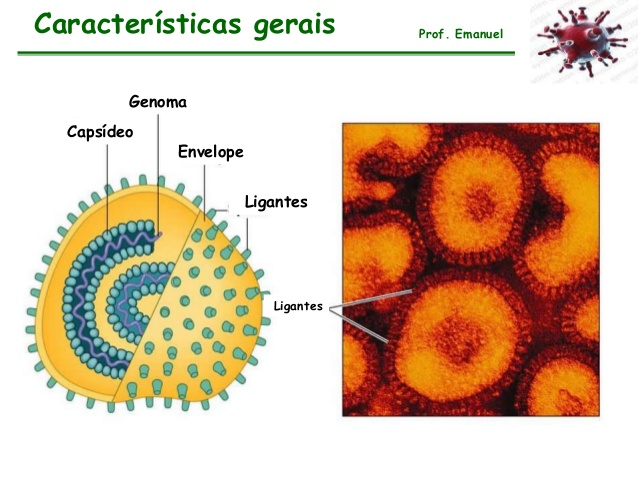 Características gerais
Prof. Emanuel
Genoma
Capsídeo
Envelope
Ligantes
Ligantes